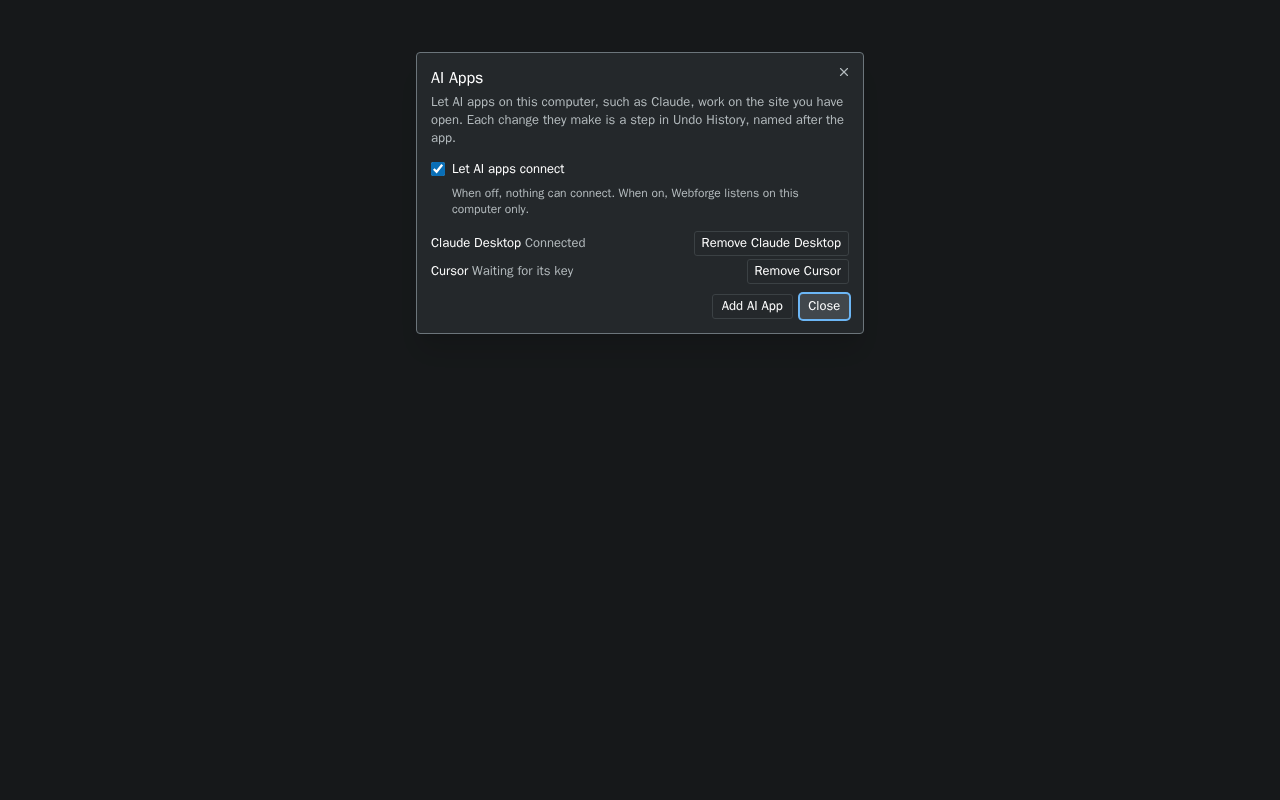 AI Apps
Let AI apps on this computer, such as Claude, work on the site you have
open. Each change they make is a step in Undo History, named after the
app.
Let AI apps connect
When off, nothing can connect. When on, Webforge listens on this
computer only.
Claude Desktop Connected Remove Claude Desktop
Cursor Waiting for its key Remove Cursor
Add AI App Close